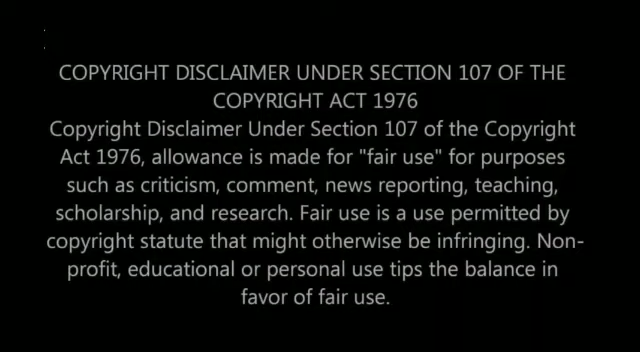 COPYRIGHT DISCLAIMER UNDER SECTION 107 OF THE
COPYRIGHT ACT 1976
Copyright Disclaimer Under Section 107 of the Copyright
Act 1976, allowance is made for "fair use" for purposes
such as criticism, comment, news reporting, teaching,
scholarship, and research. Fair use is a use permitted by
copyright statute that might otherwise be infringing. Non-
profit, educational or personal use tips the balance in
favor of fair use.